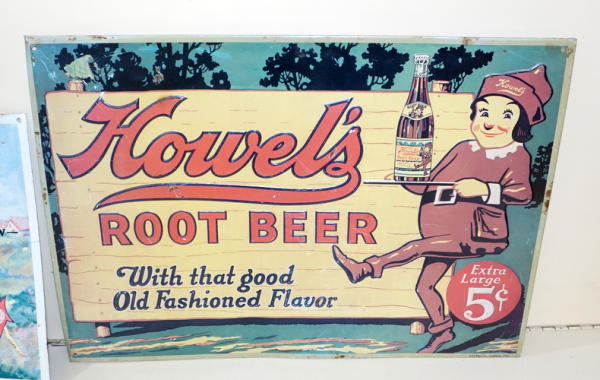 Howel's
ROOT BEER
With that good
Old Fashioned Flavor
Howel's
Extra
Large
5¢